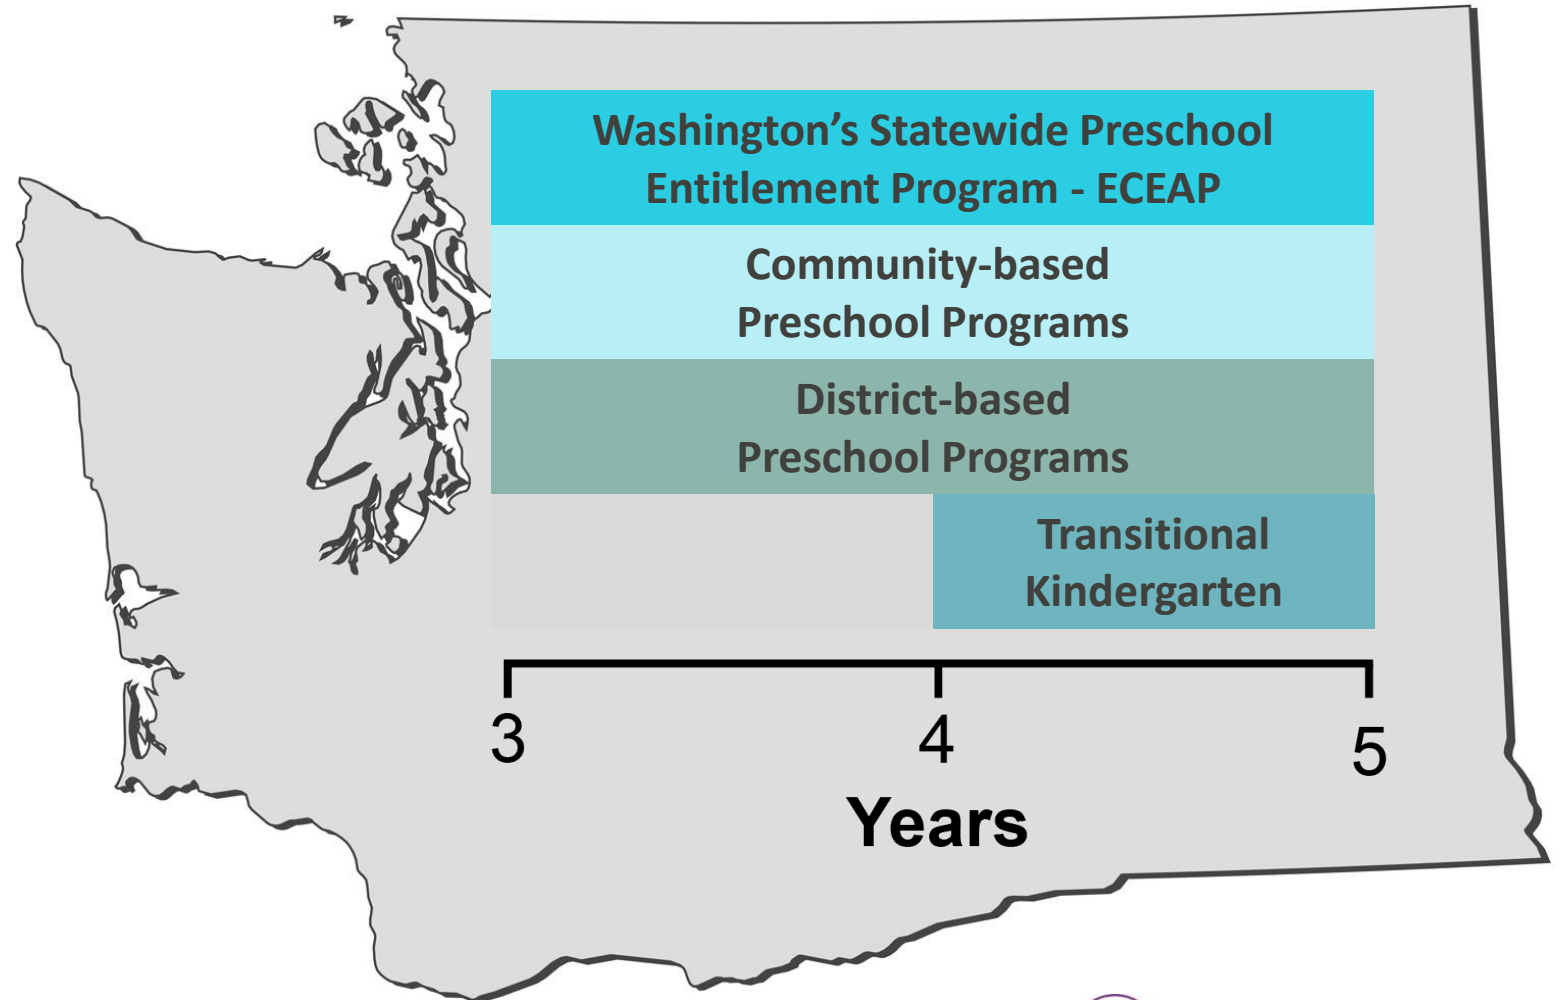 Washington’s Statewide Preschool
Entitlement Program - ECEAP
Community-based
Preschool Programs
District-based
Preschool Programs
Transitional
Kindergarten
3
4
5
Years